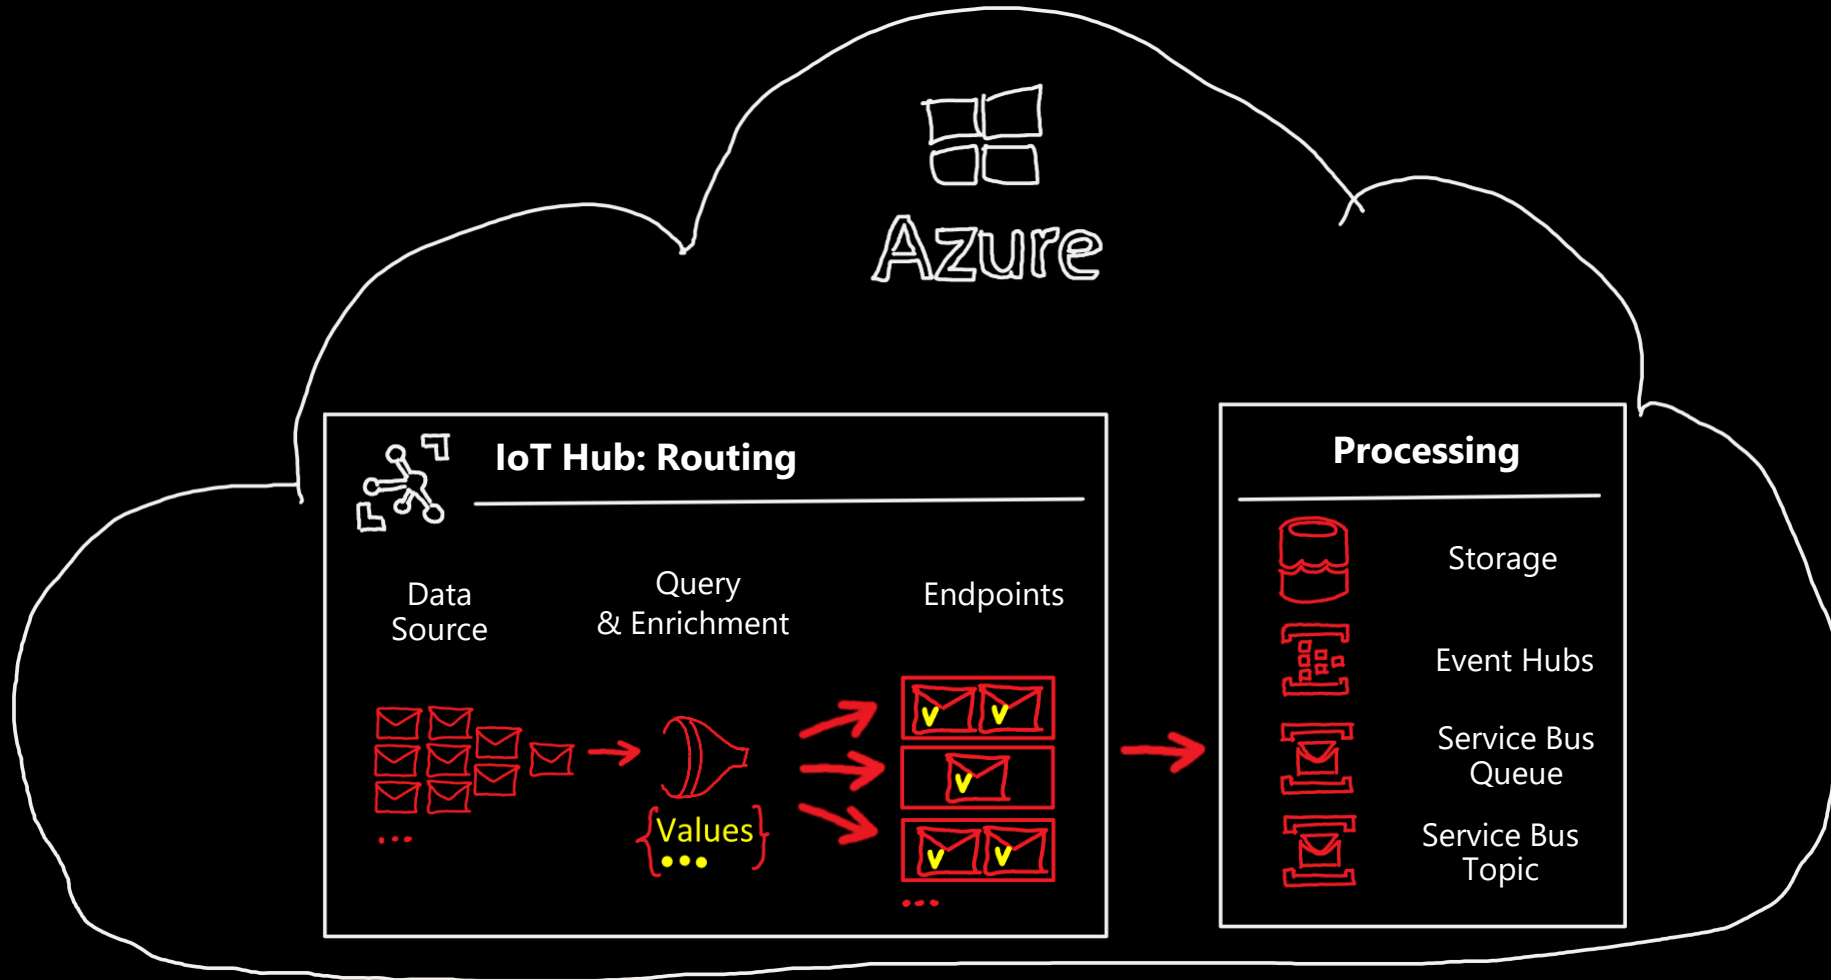 Azure
IoT Hub: Routing
Data
Source
Query
& Enrichment
Endpoints
{Values}
Processing
Storage
Event Hubs
Service Bus
Queue
Service Bus
Topic